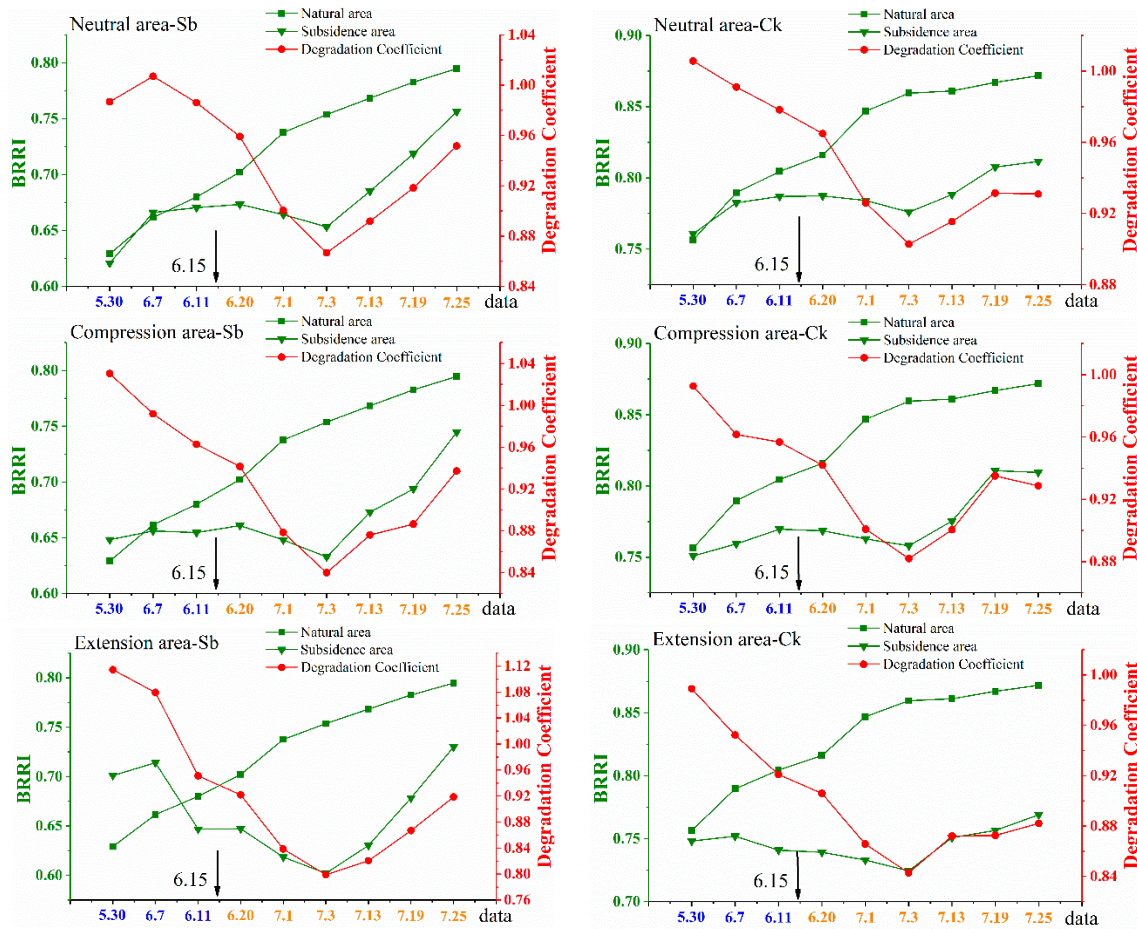 Neutral area-Sb
Natural area
Subsidence area
Degradation Coefficient
BRRI
0.80
0.75
0.70
0.65
0.60
1.04
1.00
0.96
0.92
0.88
0.84
Degradation Coefficient
6.15
5.30 6.7 6.11 6.20 7.1 7.3 7.13 7.19 7.25 data
Neutral area-Ck
Natural area
Subsidence area
Degradation Coefficient
BRRI
0.90
0.85
0.80
0.75
1.00
0.96
0.92
0.88
Degradation Coefficient
6.15
5.30 6.7 6.11 6.20 7.1 7.3 7.13 7.19 7.25 data
Compression area-Sb
Natural area
Subsidence area
Degradation Coefficient
BRRI
0.80
0.75
0.70
0.65
0.60
1.04
1.00
0.96
0.92
0.88
0.84
Degradation Coefficient
6.15
5.30 6.7 6.11 6.20 7.1 7.3 7.13 7.19 7.25 data
Compression area-Ck
Natural area
Subsidence area
Degradation Coefficient
BRRI
0.90
0.85
0.80
0.75
1.00
0.96
0.92
0.88
Degradation Coefficient
6.15
5.30 6.7 6.11 6.20 7.1 7.3 7.13 7.19 7.25 data
Extension area-Sb
Natural area
Subsidence area
Degradation Coefficient
BRRI
0.80
0.75
0.70
0.65
0.60
1.12
1.08
1.04
1.00
0.96
0.92
0.88
0.84
0.80
0.76
Degradation Coefficient
6.15
5.30 6.7 6.11 6.20 7.1 7.3 7.13 7.19 7.25 data
Extension area-Ck
Natural area
Subsidence area
Degradation Coefficient
BRRI
0.90
0.85
0.80
0.75
0.70
1.00
0.96
0.92
0.88
0.84
Degradation Coefficient
6.15
5.30 6.7 6.11 6.20 7.1 7.3 7.13 7.19 7.25 data